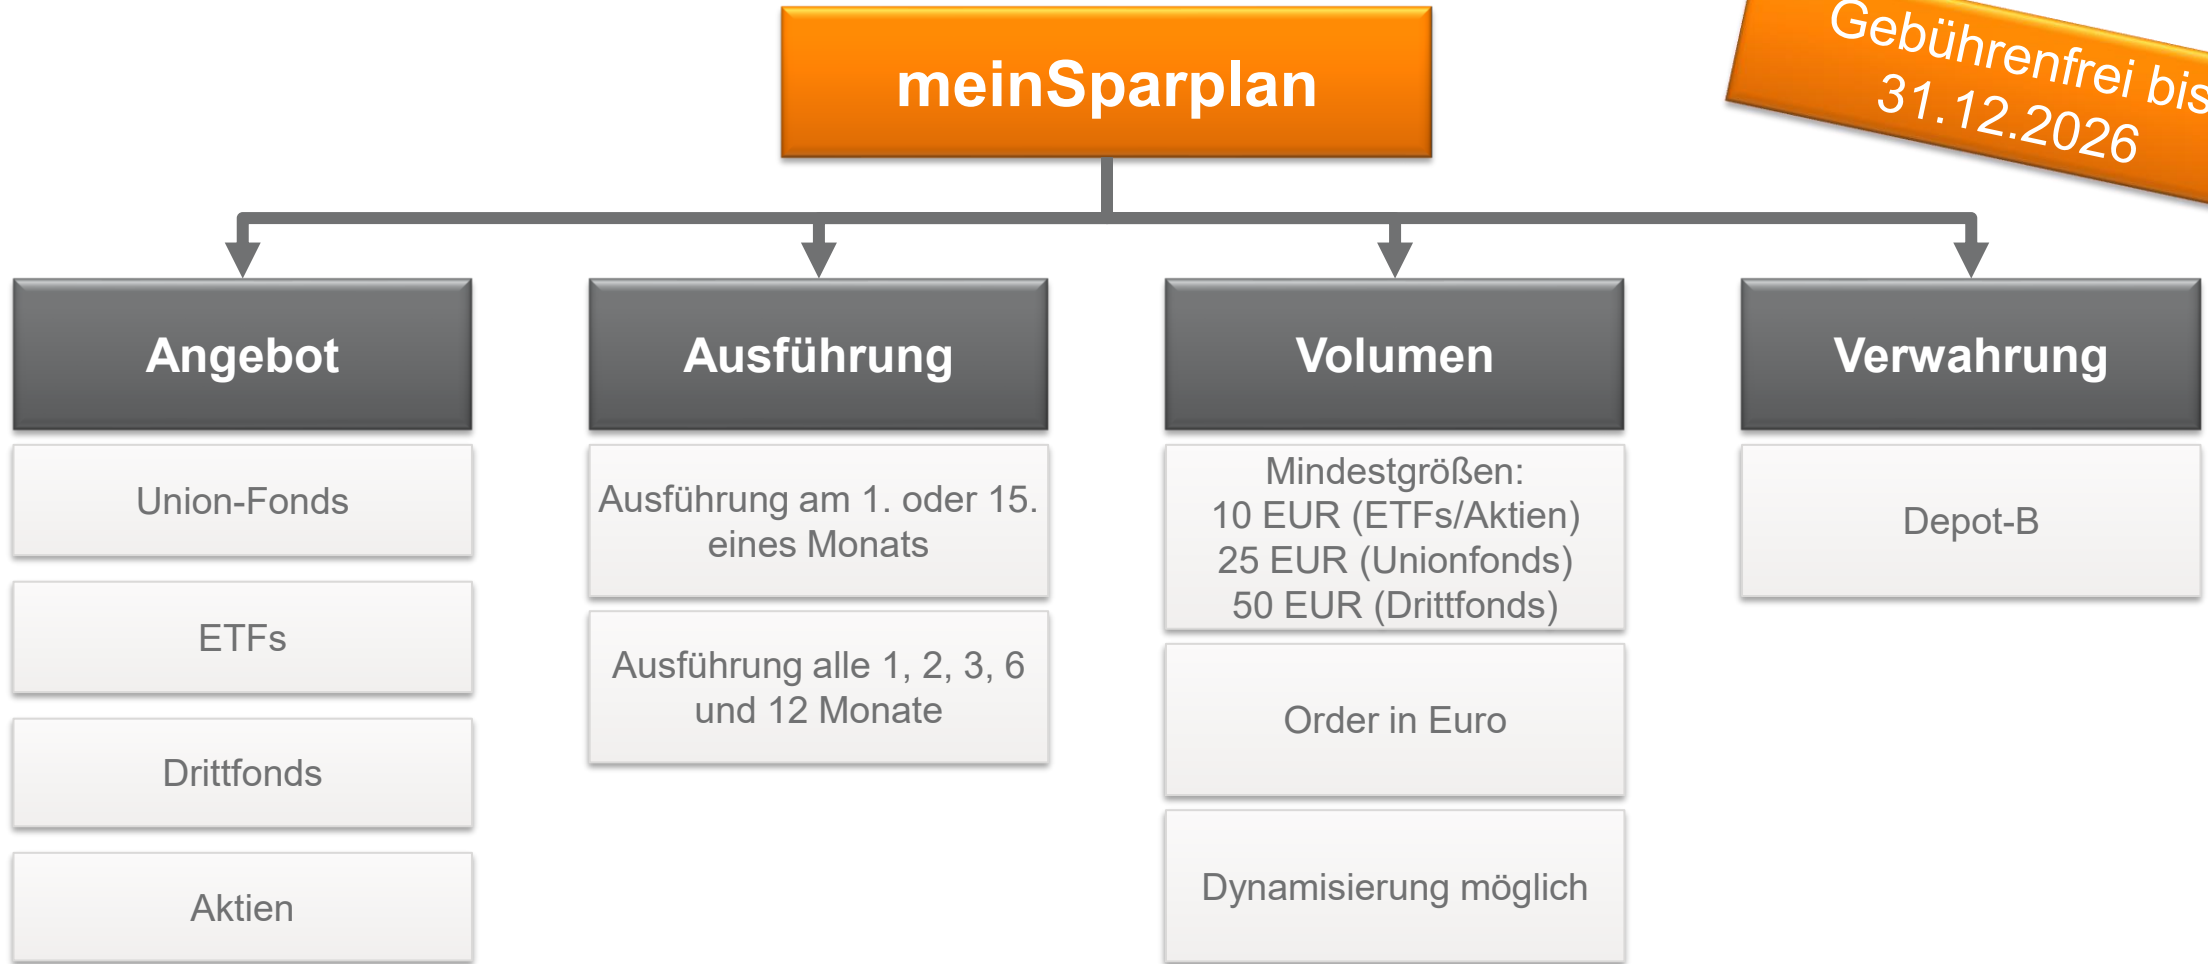 meinSparplan
Gebührenfrei bis
31.12.2026
Angebot
Union-Fonds
ETFs
Drittfonds
Aktien
Ausführung
Ausführung am 1. oder 15.
eines Monats
Ausführung alle 1, 2, 3, 6
und 12 Monate
Volumen
Mindestgrößen:
10 EUR (ETFs/Aktien)
25 EUR (Unionfonds)
50 EUR (Drittfonds)
Order in Euro
Dynamisierung möglich
Verwahrung
Depot-B